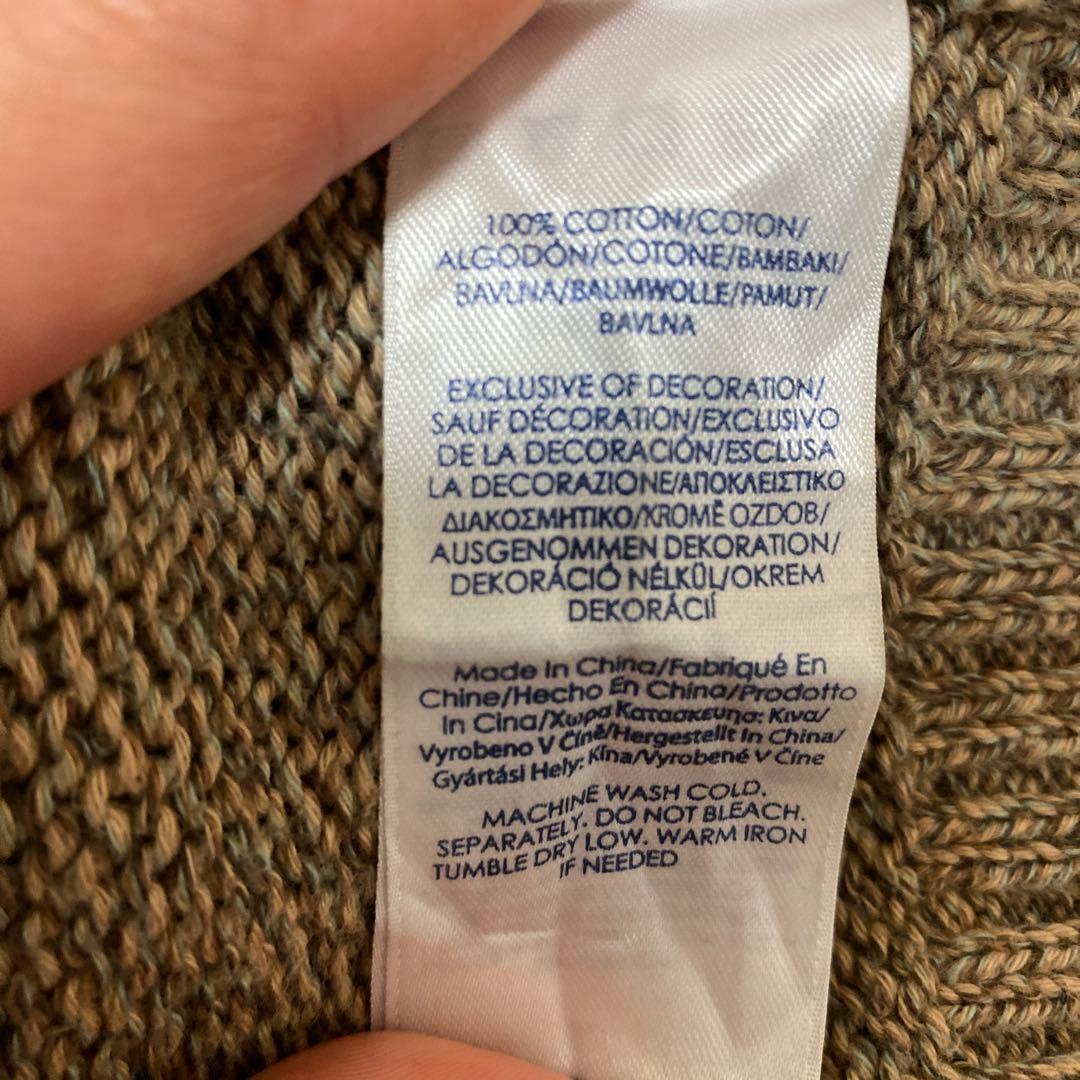 100% COTTON/COTON/
ALGODÓN/COTONE/BAMBAKI/
BAVLNA/BAUMWOLLE/PAMUT/
BAVLNA
EXCLUSIVE OF DECORATION/
SAUF DÉCORATION/EXCLUSIVO
DE LA DECORACIÓN/ESCLUSA
LA DECORAZIONE/ΑΠΟΚΛΕΙΣΤΙΚΟ
ΔΙΑΚΟΣΜΗΤΙΚΟ/KROMĚ OZDOB/
AUSGENOMMEN DEKORATION/
DEKORÁCIÓ NÉLKÜL/OKREM
DEKORÁCIÍ
Made In China/Fabriqué En
Chine/Hecho En China/Prodotto
In Cina/Χωρα Κατασκευησ: Κινα/
Vyrobeno V Číně/Hergestellt In China/
Gyártási Hely: Kína/Vyrobené V Číne
MACHINE WASH COLD.
SEPARATELY. DO NOT BLEACH.
TUMBLE DRY LOW. WARM IRON
IF NEEDED